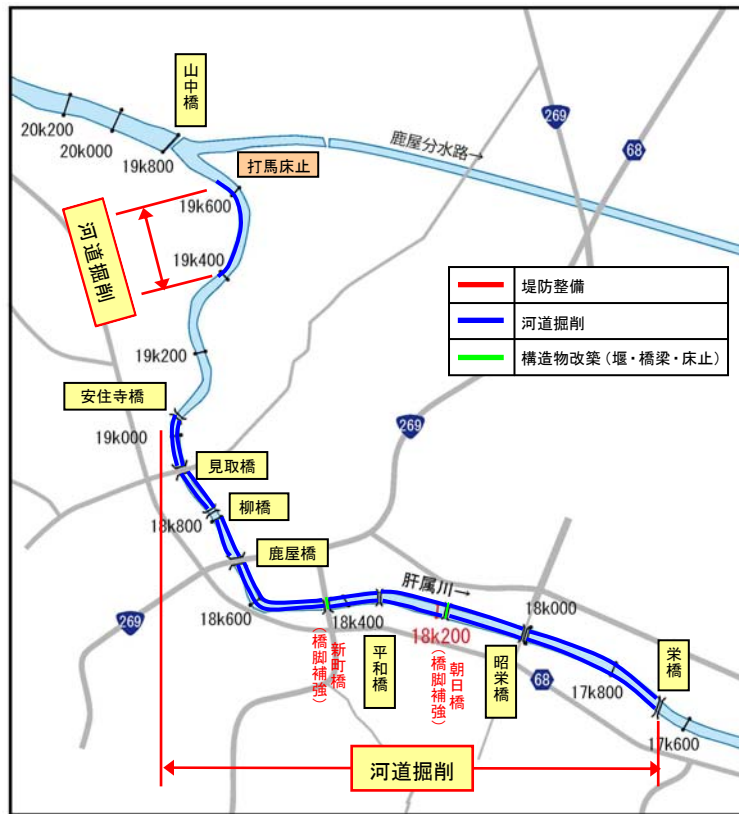 山中橋
20k200
20k000
19k800
269
68
鹿屋分水路→
打馬床止
19k600
河道掘削
19k400
堤防整備
河道掘削
構造物改築（堰・橋梁・床止）
19k200
安住寺橋
19k000
269
見取橋
柳橋
18k800
鹿屋橋
肝属川→
18k600
269
18k400
18k200
18k000
新町橋
（橋脚補強）
平和橋
朝日橋
（橋脚補強）
昭栄橋
68
17k800
栄橋
17k600
河道掘削